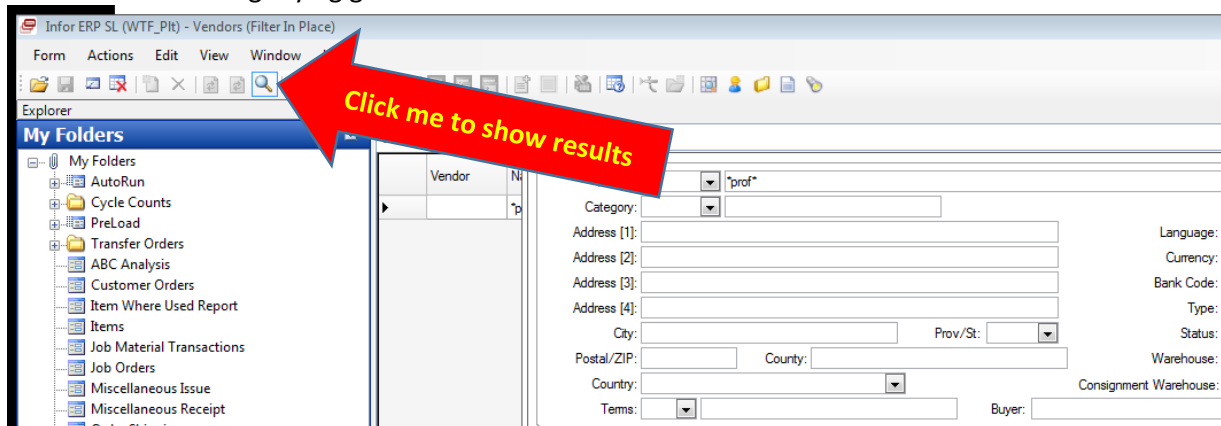 Infor ERP SL (WTF_Plt) - Vendors (Filter In Place)
Form Actions Edit View Window
Explorer
My Folders
Click me to show results
My Folders
AutoRun
Cycle Counts
PreLoad
Transfer Orders
ABC Analysis
Customer Orders
Item Where Used Report
Items
Job Material Transactions
Job Orders
Miscellaneous Issue
Miscellaneous Receipt
Vendor
*prof*
Category:
Address [1]:
Address [2]:
Address [3]:
Address [4]:
City: Prov/St:
Postal/ZIP: County:
Country:
Terms: Buyer:
Language:
Currency:
Bank Code:
Type:
Status:
Warehouse:
Consignment Warehouse: